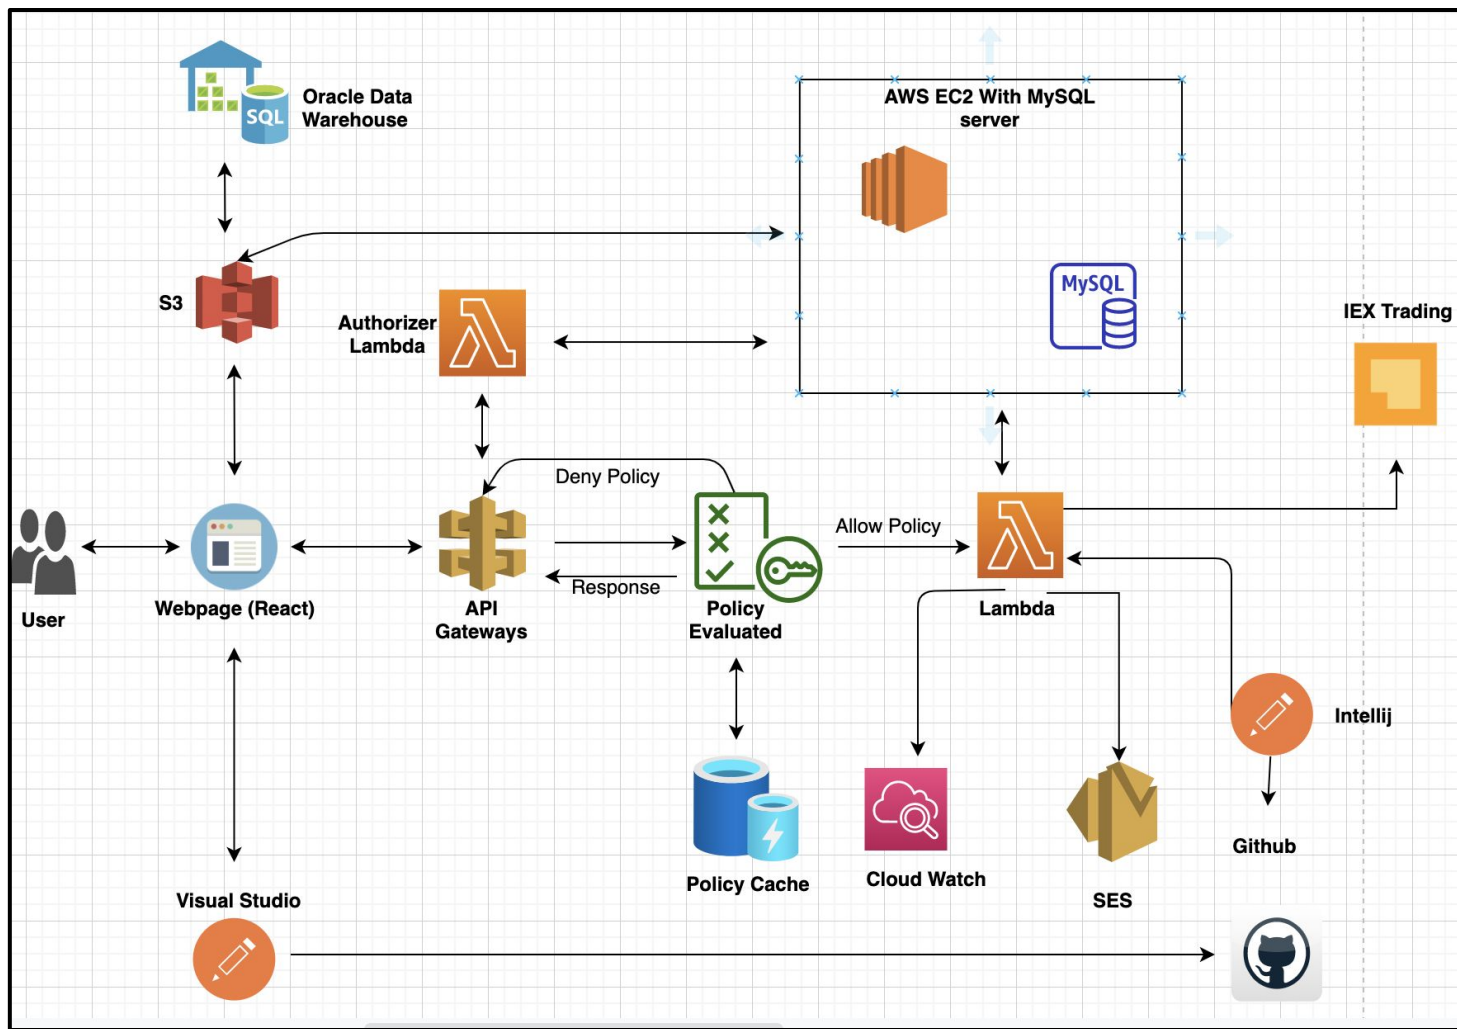 Oracle Data
Warehouse
SQL
AWS EC2 With MySQL
server
MySQL
S3
Authorizer
Lambda
IEX Trading
Deny Policy
Allow Policy
Response
User
Webpage (React)
API
Gateways
Policy
Evaluated
Lambda
Intellij
Policy Cache
Cloud Watch
SES
Github
Visual Studio